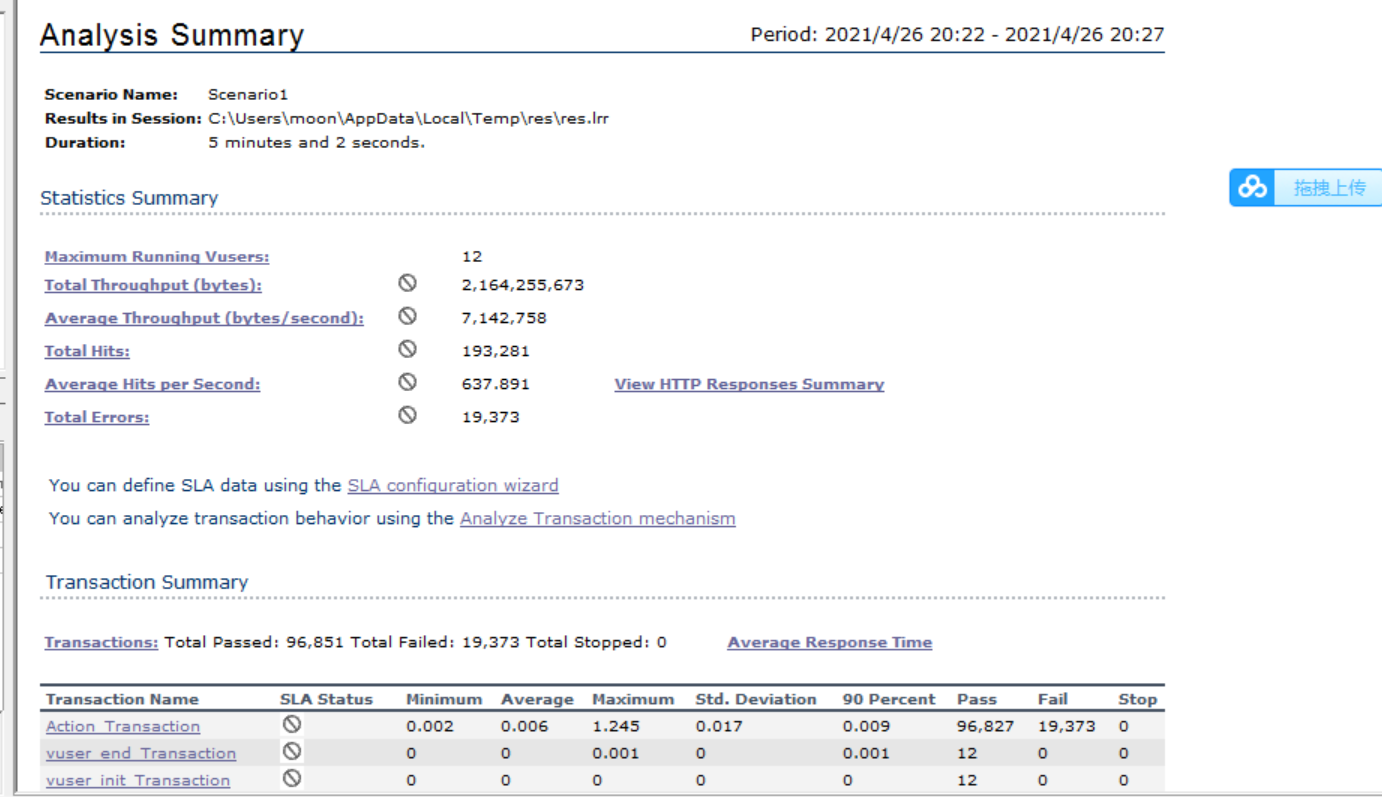 Analysis Summary Period: 2021/4/26 20:22 - 2021/4/26 20:27
Scenario Name: Scenario1
Results in Session: C:\Users\moon\AppData\Local\Temp\res\res.lrr
Duration: 5 minutes and 2 seconds.
拖拽上传
Statistics Summary
Maximum Running Vusers: 12
Total Throughput (bytes): 2,164,255,673
Average Throughput (bytes/second): 7,142,758
Total Hits: 193,281
Average Hits per Second: 637.891 View HTTP Responses Summary
Total Errors: 19,373
You can define SLA data using the SLA configuration wizard
You can analyze transaction behavior using the Analyze Transaction mechanism
Transaction Summary
Transactions: Total Passed: 96,851 Total Failed: 19,373 Total Stopped: 0 Average Response Time
Transaction Name SLA Status Minimum Average Maximum Std. Deviation 90 Percent Pass Fail Stop
Action_Transaction 0.002 0.006 1.245 0.017 0.009 96,827 19,373 0
vuser_end_Transaction 0 0 0.001 0 0.001 12 0 0
vuser_init_Transaction 0 0 0 0 0 12 0 0